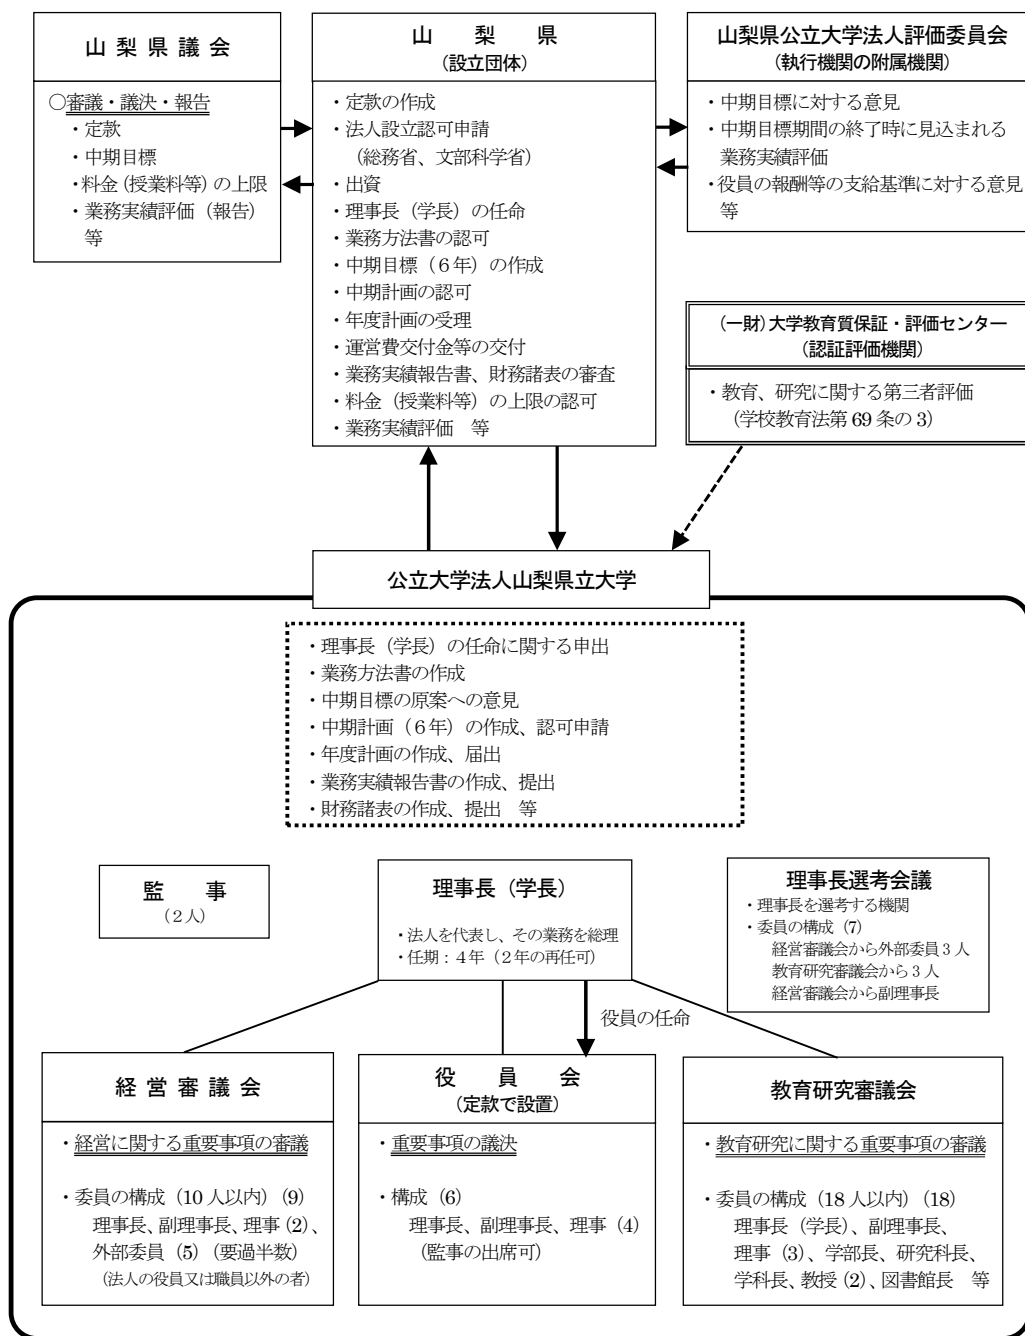 山梨県議会
○審議・議決・報告
・定款
・中期目標
・料金(授業料等)の上限
・業務実績評価(報告)
等
山梨県
(設立団体)
・定款の作成
・法人設立認可申請
(総務省、文部科学省)
・出資
・理事長(学長)の任命
・業務方法書の認可
・中期目標(6年)の作成
・中期計画の認可
・年度計画の受理
・運営費交付金等の交付
・業務実績報告書、財務諸表の審査
・料金(授業料等)の上限の認可
・業務実績評価 等
山梨県公立大学法人評価委員会
(執行機関の附属機関)
・中期目標に対する意見
・中期目標期間の終了時に見込まれる
業務実績評価
・役員の報酬等の支給基準に対する意見
等
(一財)大学教育質保証・評価センター
(認証評価機関)
・教育、研究に関する第三者評価
(学校教育法第69条の3)
公立大学法人山梨県立大学
・理事長(学長)の任命に関する申出
・業務方法書の作成
・中期目標の原案への意見
・中期計画(6年)の作成、認可申請
・年度計画の作成、届出
・業務実績報告書の作成、提出
・財務諸表の作成、提出 等
監事
(2人)
理事長(学長)
・法人を代表し、その業務を総理
・任期:4年(2年の再任可)
理事長選考会議
・理事長を選考する機関
・委員の構成(7)
経営審議会から外部委員3人
教育研究審議会から3人
経営審議会から副理事長
役員の任命
経営審議会
・経営に関する重要事項の審議
・委員の構成(10人以内)(9)
理事長、副理事長、理事(2)、
外部委員(5)(要過半数)
(法人の役員又は職員以外の者)
役員会
(定款で設置)
・重要事項の議決
・構成(6)
理事長、副理事長、理事(4)
(監事の出席可)
教育研究審議会
・教育研究に関する重要事項の審議
・委員の構成(18人以内)(18)
理事長(学長)、副理事長、
理事(3)、学部長、研究科長、
学科長、教授(2)、図書館長 等